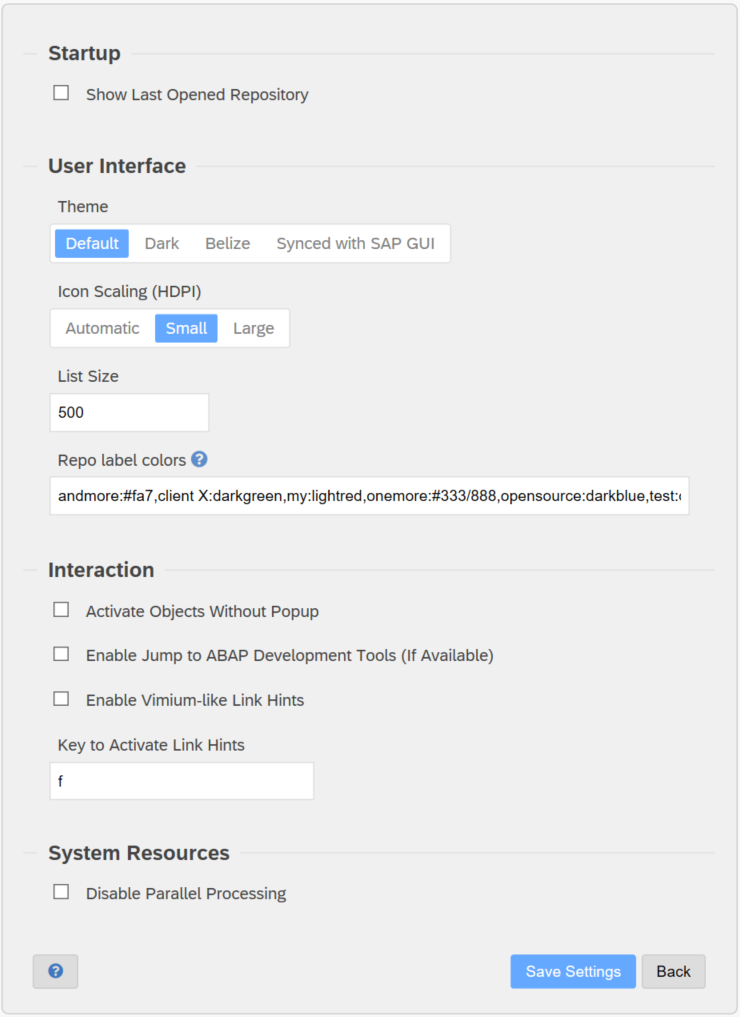 Startup
Show Last Opened Repository
User Interface
Theme
Default Dark Belize Synced with SAP GUI
Icon Scaling (HDPI)
Automatic Small Large
List Size
500
Repo label colors ?
andmore:#fa7,client X:darkgreen,my:lightred,onemore:#333/888,opensource:darkblue,test:
Interaction
Activate Objects Without Popup
Enable Jump to ABAP Development Tools (If Available)
Enable Vimium-like Link Hints
Key to Activate Link Hints
f
System Resources
Disable Parallel Processing
? Save Settings Back